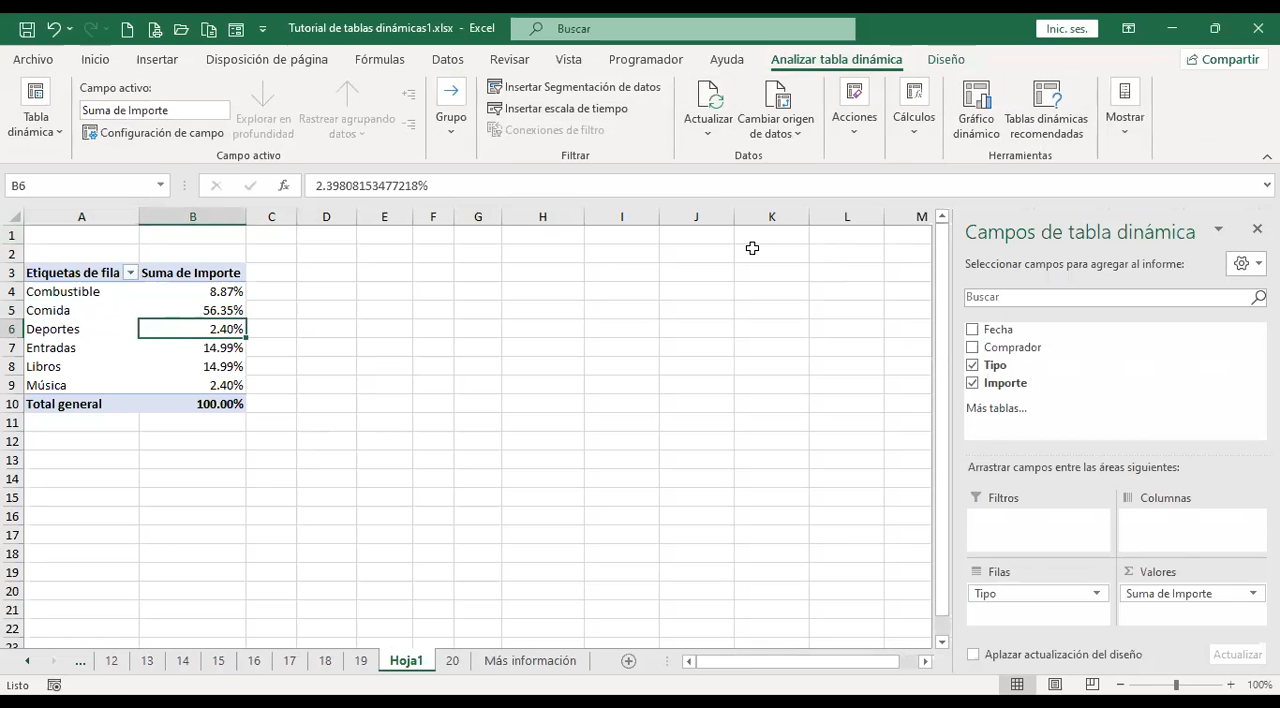 Tutorial de tablas dinámicas1.xlsx - Excel
Buscar
Inic. ses.
Archivo Inicio Insertar Disposición de página Fórmulas Datos Revisar Vista Programador Ayuda Analizar tabla dinámica Diseño Compartir
Tabla dinámica
Campo activo:
Suma de Importe
Configuración de campo
Explorar en profundidad
Rastrear agrupando datos
Campo activo
Grupo
Insertar Segmentación de datos
Insertar escala de tiempo
Conexiones de filtro
Filtrar
Actualizar
Cambiar origen de datos
Datos
Acciones
Cálculos
Gráfico dinámico
Tablas dinámicas recomendadas
Herramientas
Mostrar
B6 fx 2.39808153477218%
A B C D E F G H I J K L M
1
2
3 Etiquetas de fila Suma de Importe
4 Combustible 8.87%
5 Comida 56.35%
6 Deportes 2.40%
7 Entradas 14.99%
8 Libros 14.99%
9 Música 2.40%
10 Total general 100.00%
11
12
13
14
15
16
17
18
19
20
21
22
23
Campos de tabla dinámica
Seleccionar campos para agregar al informe:
Buscar
Fecha
Comprador
Tipo
Importe
Más tablas...
Arrastrar campos entre las áreas siguientes:
Filtros
Columnas
Filas
Σ Valores
Tipo
Suma de Importe
Aplazar actualización del diseño
Actualizar
... 12 13 14 15 16 17 18 19 Hoja1 20 Más información
Listo
100%